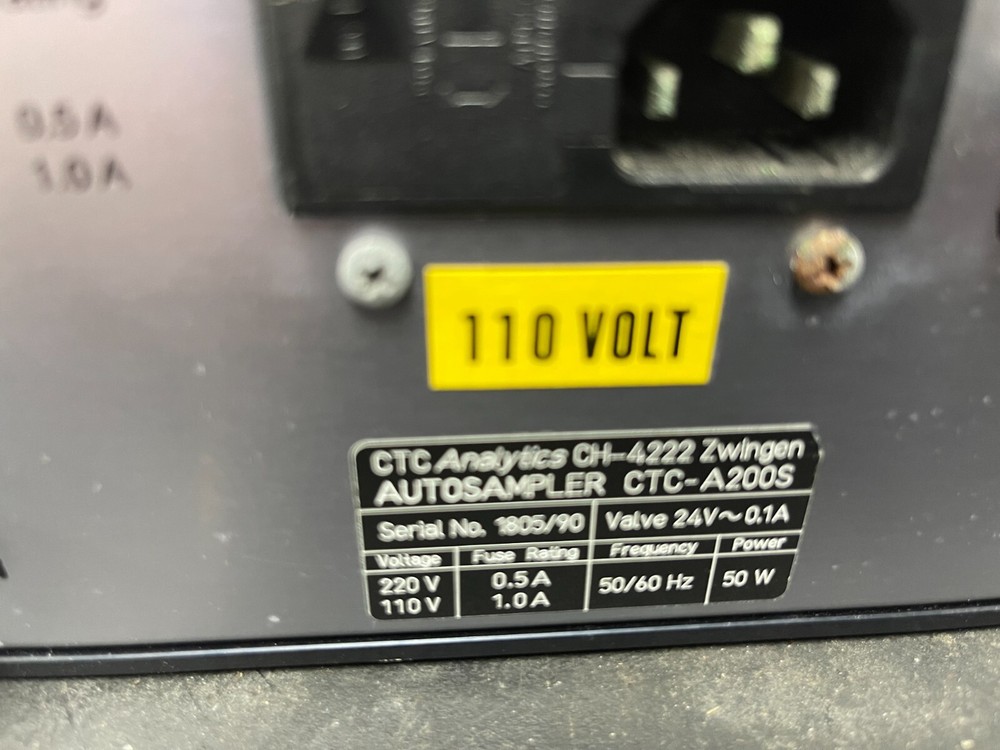 0.5A
1.0A
110 VOLT
CTC Analytics CH-4222 Zwingen
AUTOSAMPLER CTC-A200S
Serial No. 1805/90 Valve 24V~0.1A
Voltage Fuse Rating Frequency Power
220 V 0.5 A 50/60 Hz 50 W
110 V 1.0 A